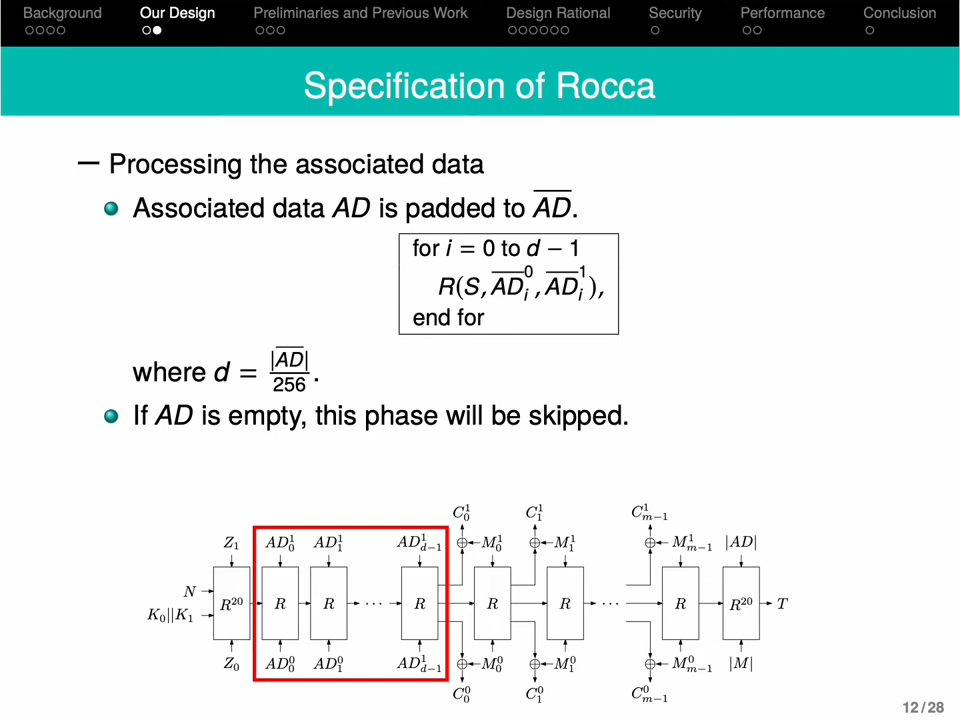 Background Our Design Preliminaries and Previous Work Design Rational Security Performance Conclusion
Specification of Rocca
— Processing the associated data
Associated data AD is padded to A̅D̅.
for i = 0 to d − 1
R(S, A̅D̅_i^0, A̅D̅_i^1),
end for
where d = |A̅D̅|/256.
If AD is empty, this phase will be skipped.
C_0^1 C_1^1 C_{m−1}^1
Z_1 AD_0^1 AD_1^1 AD_{d−1}^1 ⊕ M_0^1 ⊕ M_1^1 ⊕ M_{m−1}^1 |AD|
N
K_0||K_1 R^20 R R ··· R R R ··· R R^20 T
Z_0 AD_0^0 AD_1^0 AD_{d−1}^1 ⊕ M_0^0 ⊕ M_1^0 ⊕ M_{m−1}^0 |M|
C_0^0 C_1^0 C_{m−1}^0
12/28